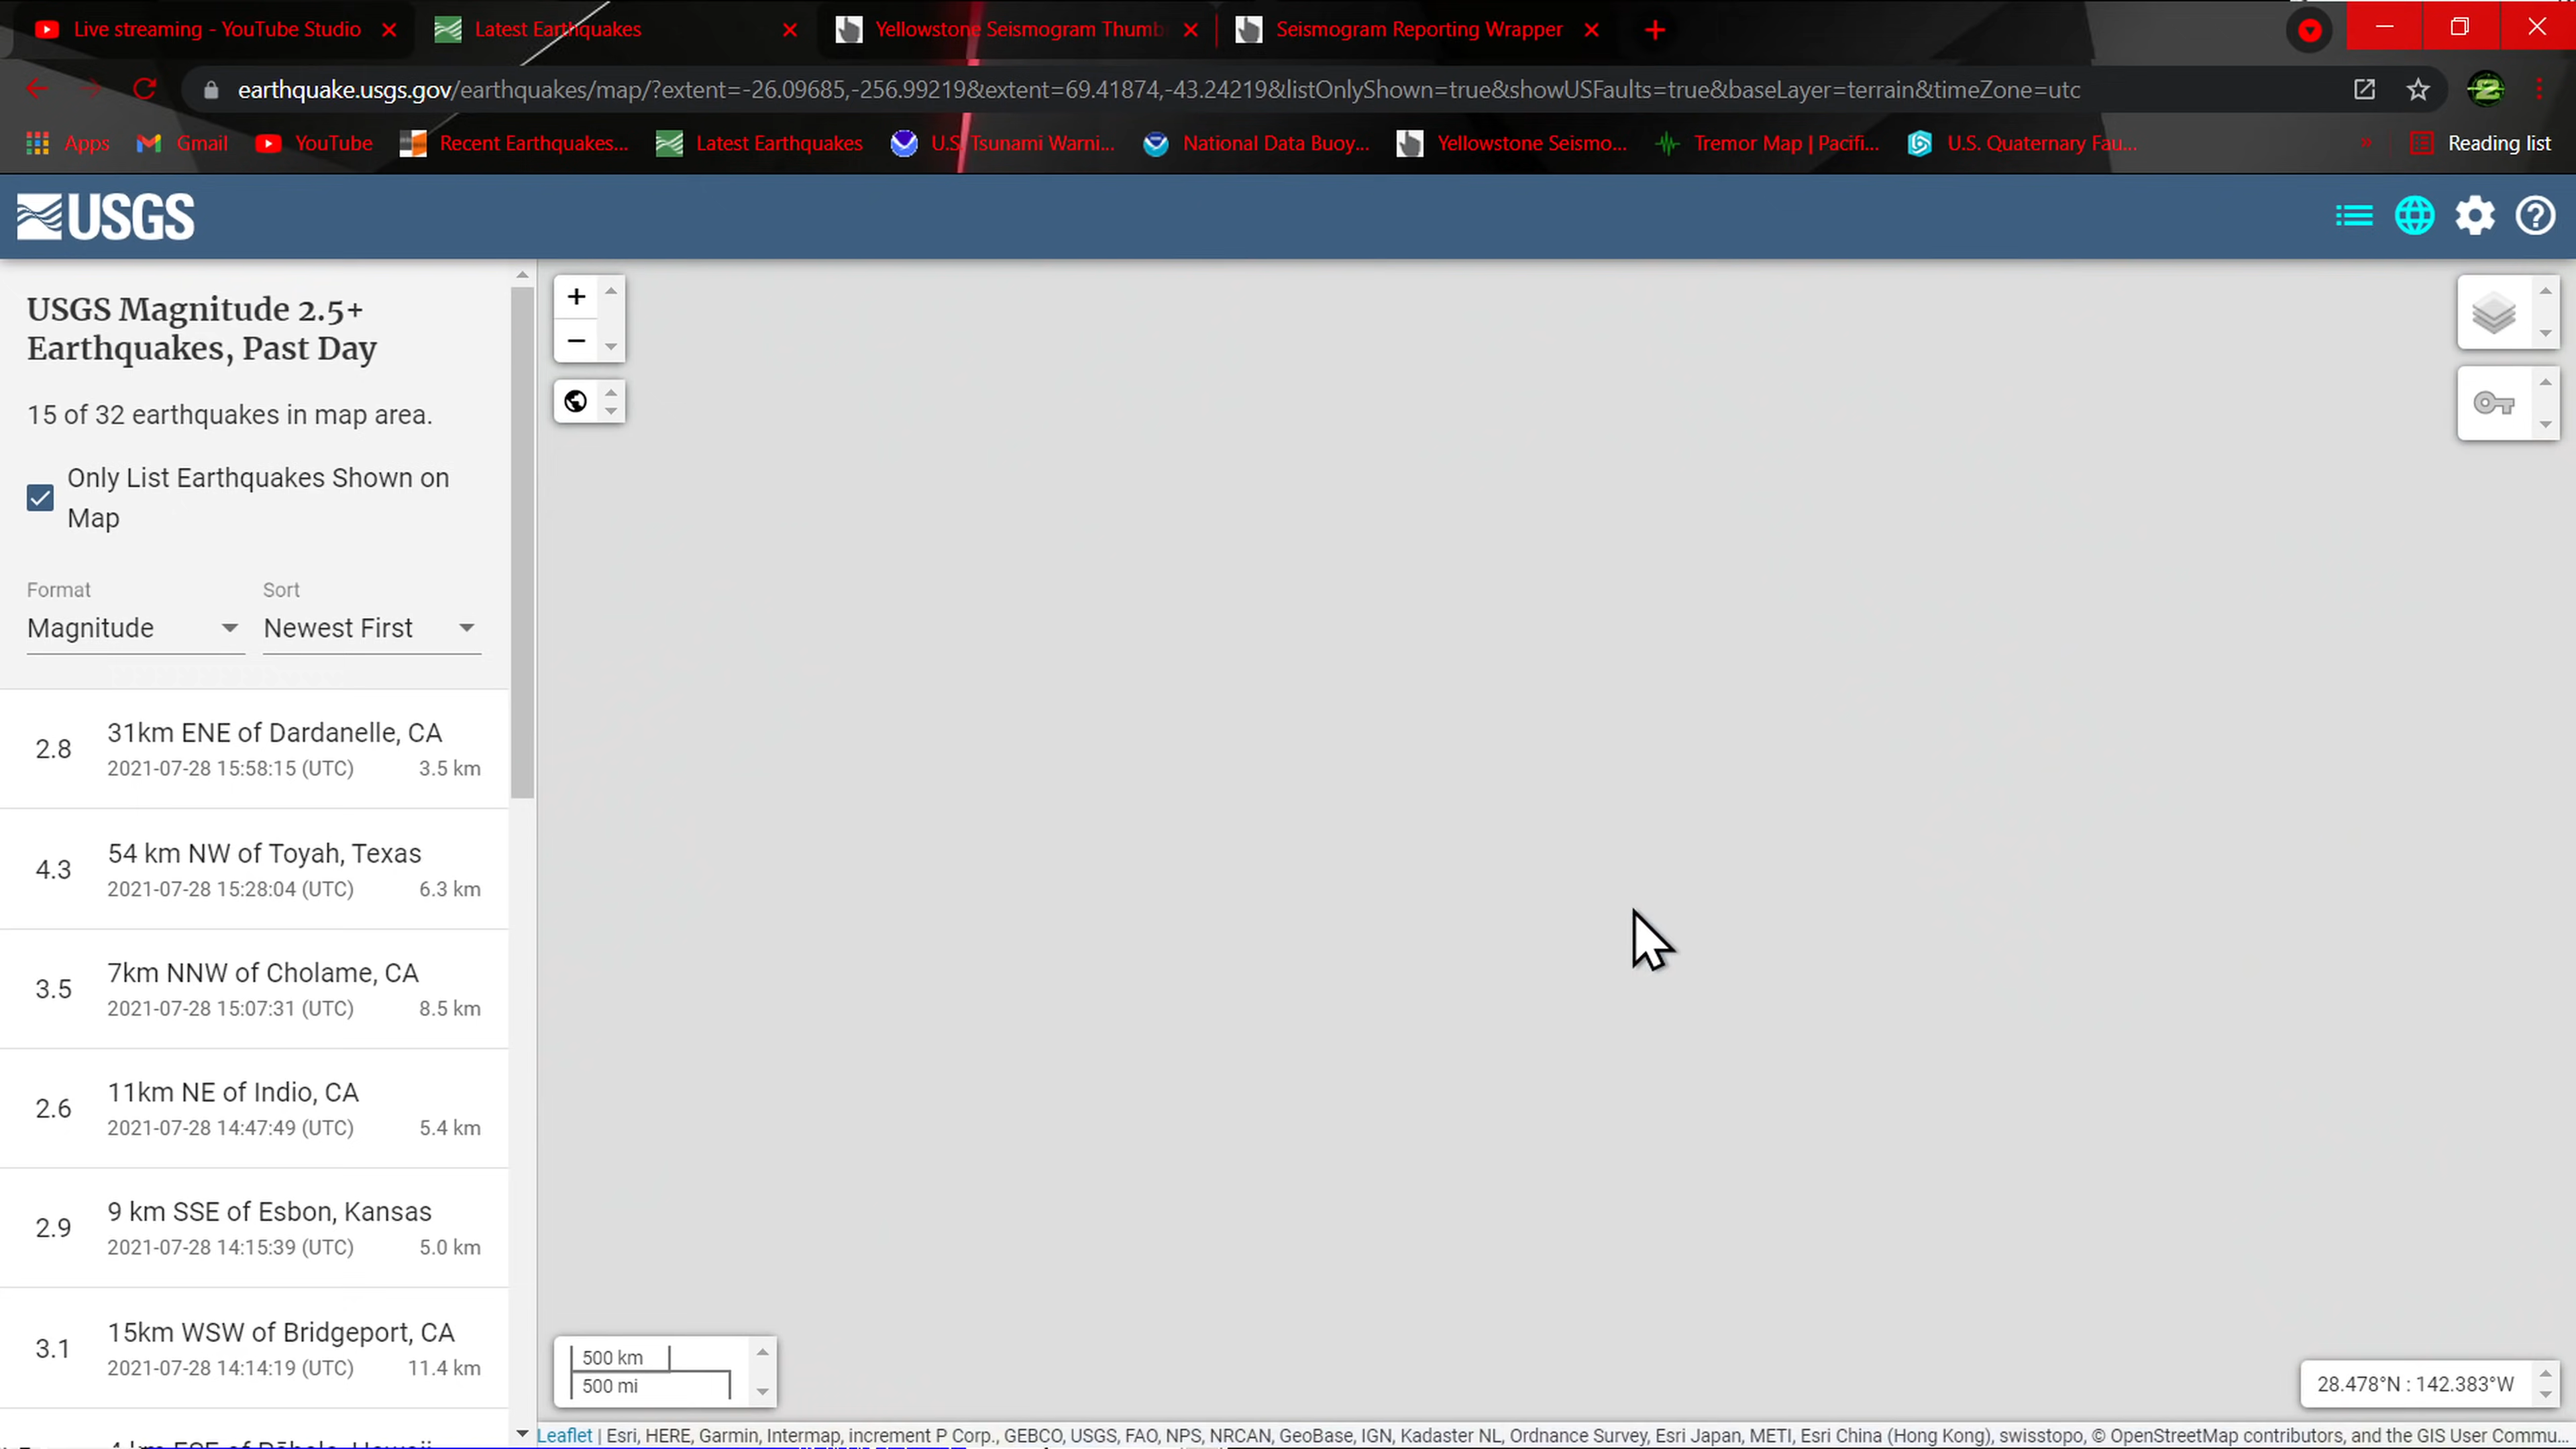 Live streaming - YouTube Studio
Latest Earthquakes
Yellowstone Seismogram Thumb
Seismogram Reporting Wrapper
earthquake.usgs.gov/earthquakes/map/?extent=-26.09685,-256.99219&extent=69.41874,-43.24219&listOnlyShown=true&showUSFaults=true&baseLayer=terrain&timeZone=utc
Apps
Gmail
YouTube
Recent Earthquakes...
Latest Earthquakes
U.S. Tsunami Warni...
National Data Buoy...
Yellowstone Seismo...
Tremor Map | Pacifi...
U.S. Quaternary Fau...
»
Reading list
USGS
USGS Magnitude 2.5+
Earthquakes, Past Day
15 of 32 earthquakes in map area.
Only List Earthquakes Shown on
Map
Format
Sort
Magnitude
Newest First
2.8
31km ENE of Dardanelle, CA
2021-07-28 15:58:15 (UTC) 3.5 km
4.3
54 km NW of Toyah, Texas
2021-07-28 15:28:04 (UTC) 6.3 km
3.5
7km NNW of Cholame, CA
2021-07-28 15:07:31 (UTC) 8.5 km
2.6
11km NE of Indio, CA
2021-07-28 14:47:49 (UTC) 5.4 km
2.9
9 km SSE of Esbon, Kansas
2021-07-28 14:15:39 (UTC) 5.0 km
3.1
15km WSW of Bridgeport, CA
2021-07-28 14:14:19 (UTC) 11.4 km
+
−
500 km
500 mi
28.478°N : 142.383°W
Leaflet | Esri, HERE, Garmin, Intermap, increment P Corp., GEBCO, USGS, FAO, NPS, NRCAN, GeoBase, IGN, Kadaster NL, Ordnance Survey, Esri Japan, METI, Esri China (Hong Kong), swisstopo, © OpenStreetMap contributors, and the GIS User Commu...